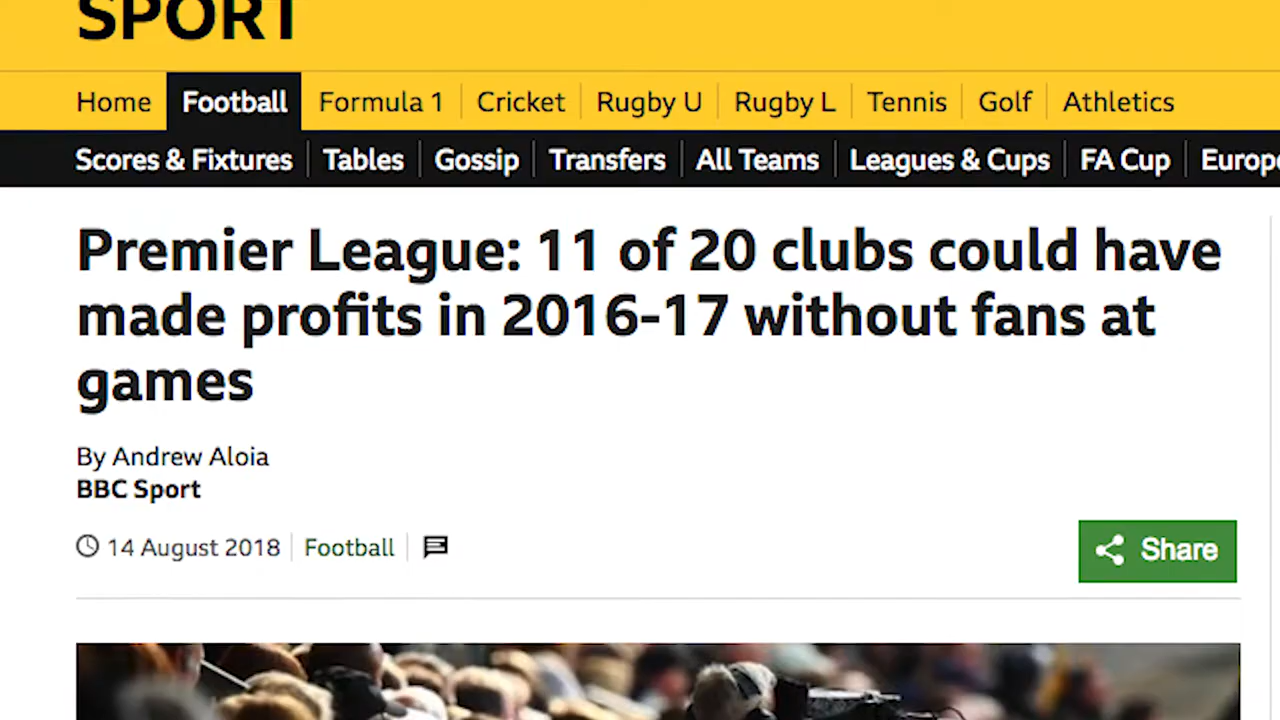 SPORT
Home Football Formula 1 Cricket Rugby U Rugby L Tennis Golf Athletics
Scores & Fixtures Tables Gossip Transfers All Teams Leagues & Cups FA Cup Europe
Premier League: 11 of 20 clubs could have
made profits in 2016-17 without fans at
games
By Andrew Aloia
BBC Sport
14 August 2018 Football
Share